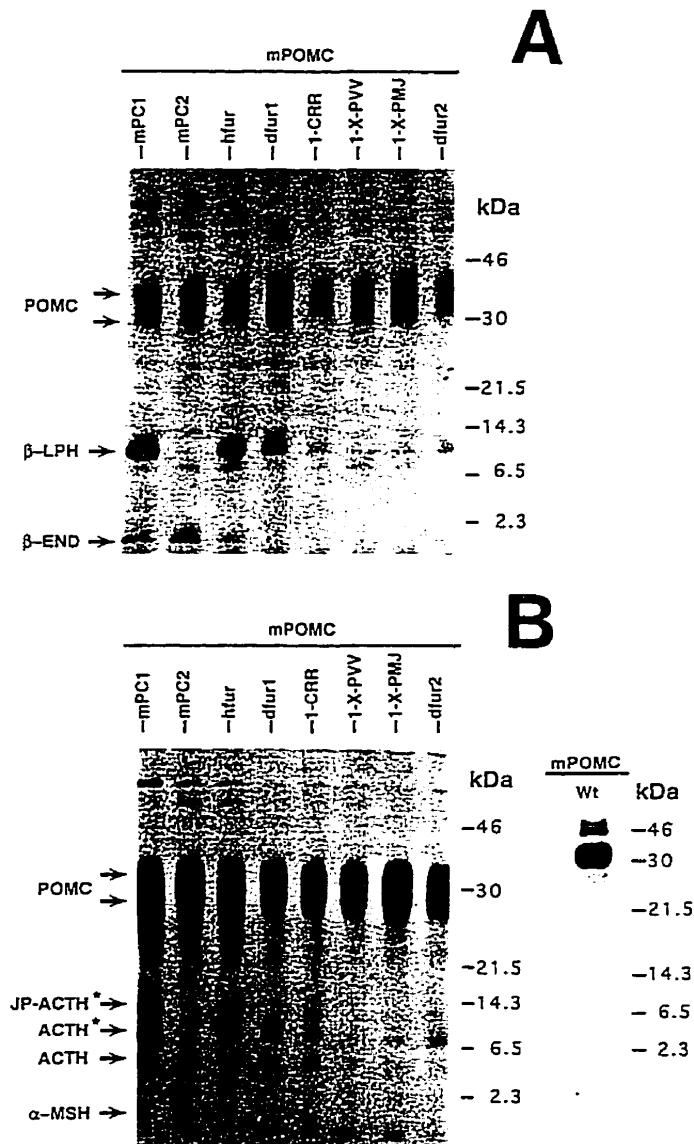 A
mPOMC
–mPC1
–mPC2
–hfur
–dfur1
–1-CRR
–1-X-PVV
–1-X-PMJ
–dfur2
kDa
–46
POMC
–30
–21.5
–14.3
β-LPH
– 6.5
– 2.3
β-END
B
mPOMC
–mPC1
–mPC2
–hfur
–dfur1
–1-CRR
–1-X-PVV
–1-X-PMJ
–dfur2
kDa
–46
POMC
–30
–21.5
JP-ACTH*
–14.3
ACTH*
ACTH
– 6.5
– 2.3
α-MSH
mPOMC
Wt
kDa
–46
–30
–21.5
–14.3
– 6.5
– 2.3